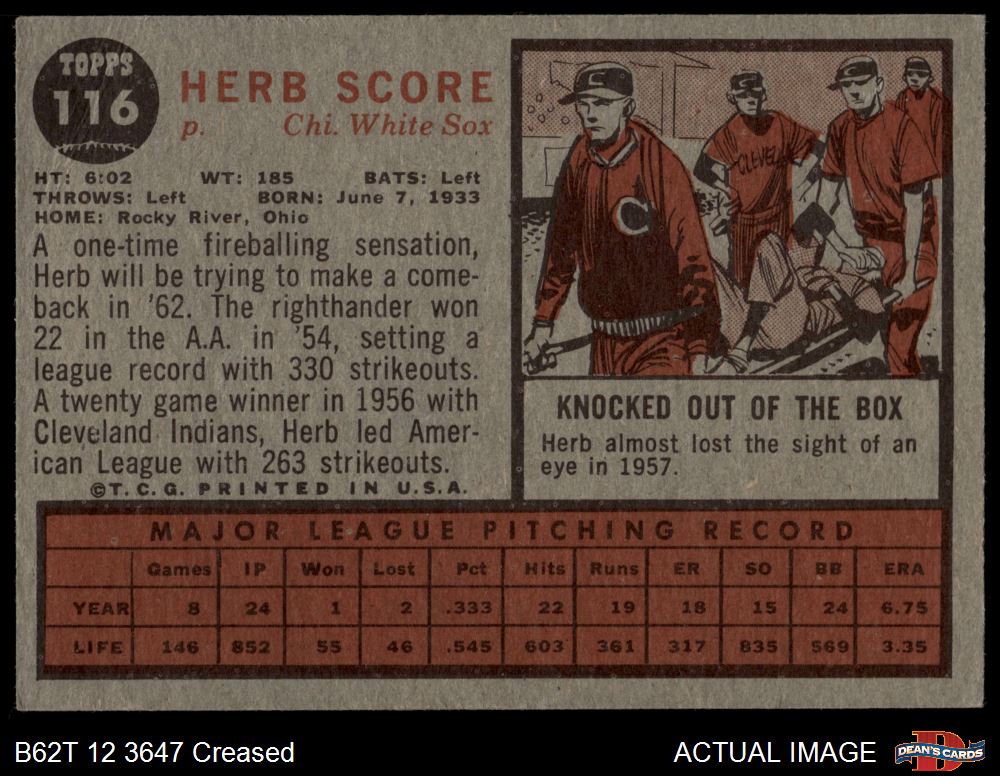 TOPPS
116
HERB SCORE
p. Chi. White Sox
HT: 6:02 WT: 185 BATS: Left
THROWS: Left BORN: June 7, 1933
HOME: Rocky River, Ohio
A one-time fireballing sensation,
Herb will be trying to make a come-
back in '62. The righthander won
22 in the A.A. in '54, setting a
league record with 330 strikeouts.
A twenty game winner in 1956 with
Cleveland Indians, Herb led Amer-
ican League with 263 strikeouts.
©T.C.G. PRINTED IN U.S.A.
C
C
C
CLEVEL
KNOCKED OUT OF THE BOX
Herb almost lost the sight of an
eye in 1957.
MAJOR LEAGUE PITCHING RECORD
Games IP Won Lost Pct Hits Runs ER SO BB ERA
YEAR 8 24 1 2 .333 22 19 18 15 24 6.75
LIFE 146 852 55 46 .545 603 361 317 835 569 3.35
B62T 12 3647 Creased
ACTUAL IMAGE
D DEAN'S CARDS